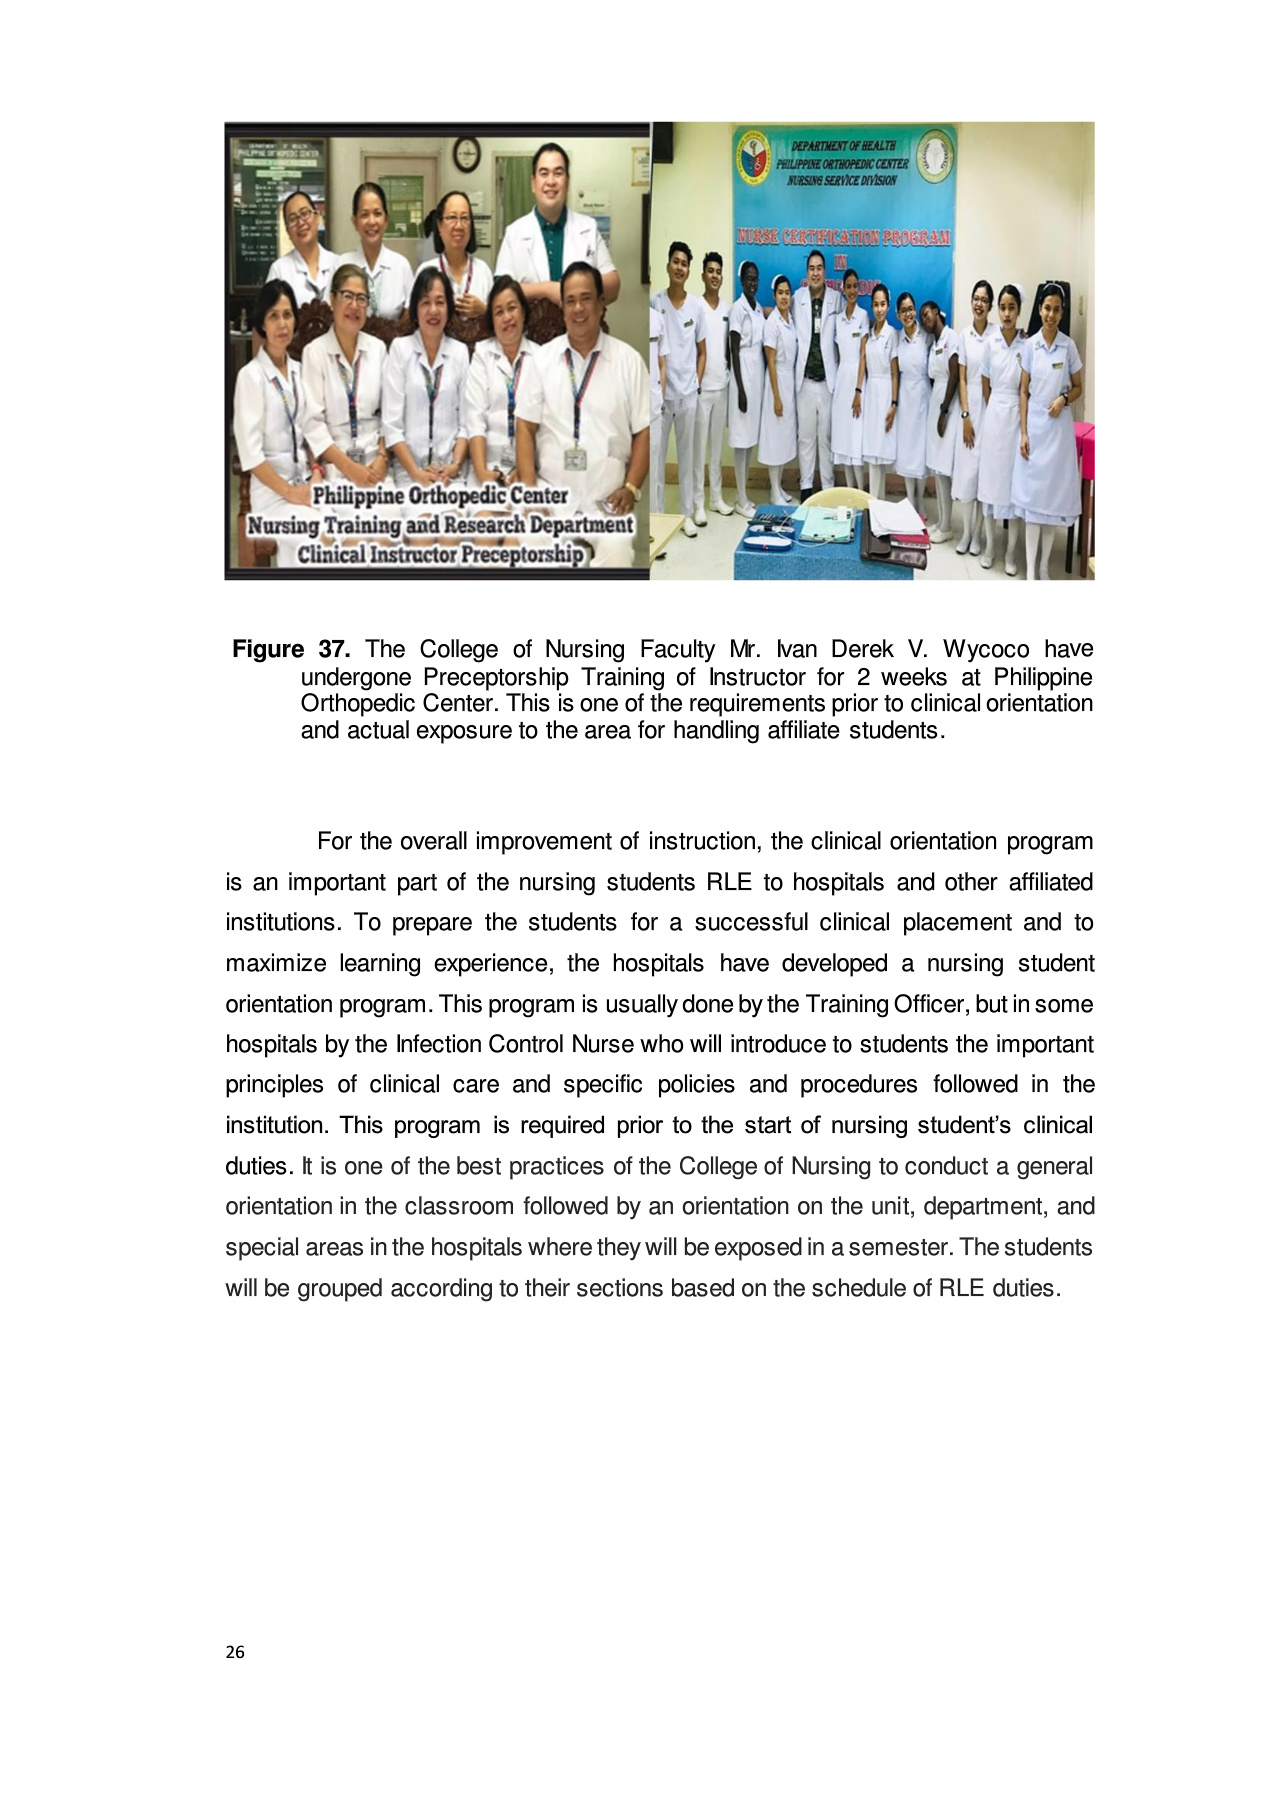 DEPARTMENT OF HEALTH
PHILIPPINE ORTHOPEDIC CENTER
DEPARTMENT OF HEALTH
PHILIPPINE ORTHOPEDIC CENTER
NURSING SERVICE DIVISION
NURSE CERTIFICATION PROGRAM
IN
Philippine Orthopedic Center
Nursing Training and Research Department
Clinical Instructor Preceptorship
Figure 37. The College of Nursing Faculty Mr. Ivan Derek V. Wycoco have
undergone Preceptorship Training of Instructor for 2 weeks at Philippine
Orthopedic Center. This is one of the requirements prior to clinical orientation
and actual exposure to the area for handling affiliate students.
For the overall improvement of instruction, the clinical orientation program
is an important part of the nursing students RLE to hospitals and other affiliated
institutions. To prepare the students for a successful clinical placement and to
maximize learning experience, the hospitals have developed a nursing student
orientation program. This program is usually done by the Training Officer, but in some
hospitals by the Infection Control Nurse who will introduce to students the important
principles of clinical care and specific policies and procedures followed in the
institution. This program is required prior to the start of nursing student’s clinical
duties. It is one of the best practices of the College of Nursing to conduct a general
orientation in the classroom followed by an orientation on the unit, department, and
special areas in the hospitals where they will be exposed in a semester. The students
will be grouped according to their sections based on the schedule of RLE duties.
26